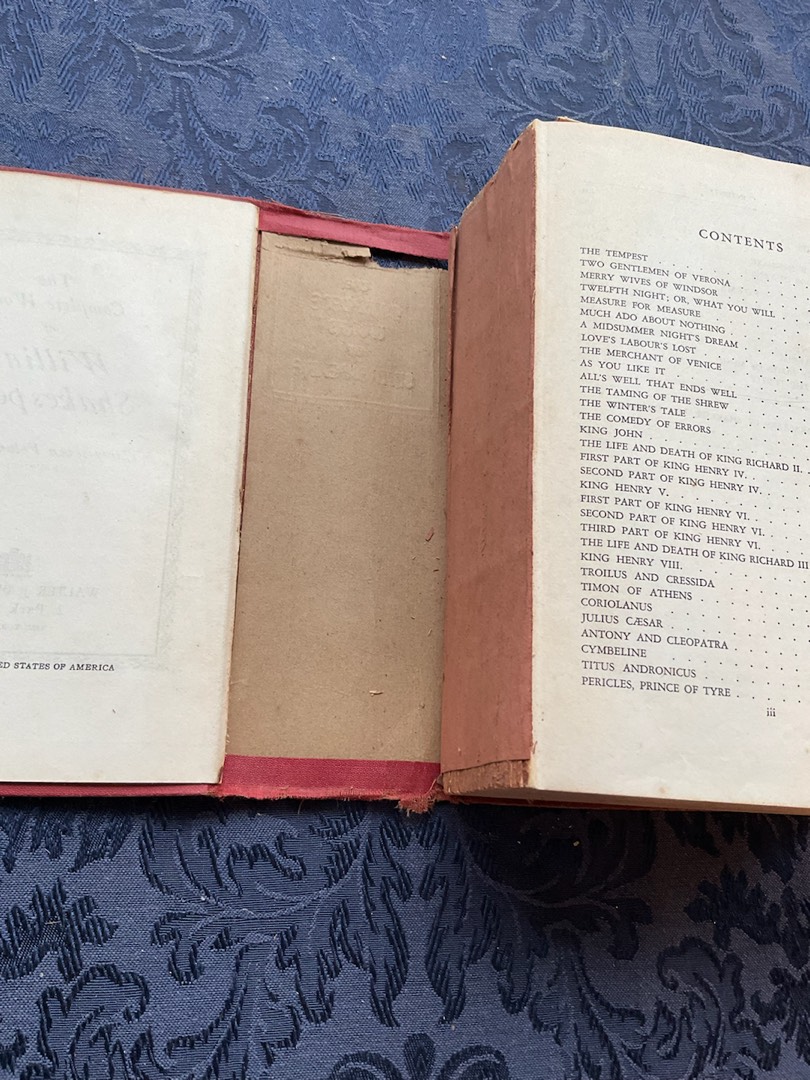 ED STATES OF AMERICA
CONTENTS
THE TEMPEST
TWO GENTLEMEN OF VERONA
MERRY WIVES OF WINDSOR
TWELFTH NIGHT; OR, WHAT YOU WILL
MEASURE FOR MEASURE
MUCH ADO ABOUT NOTHING
A MIDSUMMER NIGHT'S DREAM
LOVE'S LABOUR'S LOST
THE MERCHANT OF VENICE
AS YOU LIKE IT
ALL'S WELL THAT ENDS WELL
THE TAMING OF THE SHREW
THE WINTER'S TALE
THE COMEDY OF ERRORS
KING JOHN
THE LIFE AND DEATH OF KING RICHARD II.
FIRST PART OF KING HENRY IV.
SECOND PART OF KING HENRY IV.
KING HENRY V.
FIRST PART OF KING HENRY VI.
SECOND PART OF KING HENRY VI.
THIRD PART OF KING HENRY VI.
THE LIFE AND DEATH OF KING RICHARD III
KING HENRY VIII.
TROILUS AND CRESSIDA
TIMON OF ATHENS
CORIOLANUS
JULIUS CÆSAR
ANTONY AND CLEOPATRA
CYMBELINE
TITUS ANDRONICUS
PERICLES, PRINCE OF TYRE
iii